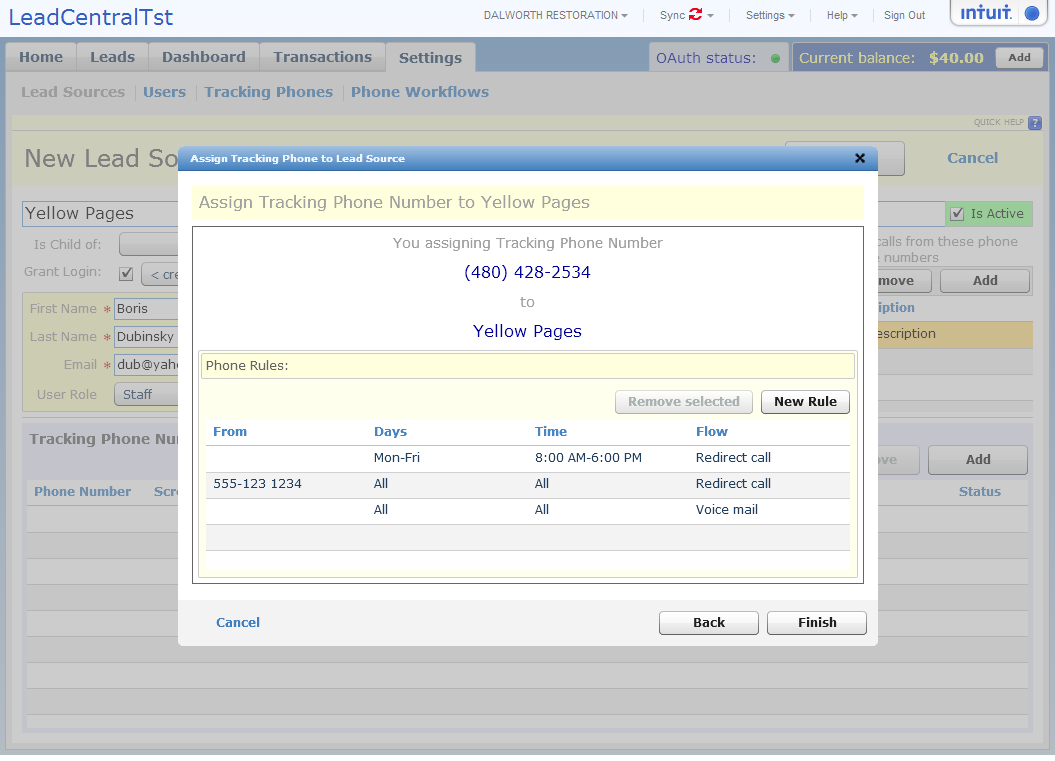 LeadCentralTst
DALWORTH RESTORATION
Sync
Settings
Help
Sign Out
intuit.
Home
Leads
Dashboard
Transactions
Settings
OAuth status:
Current balance: $40.00
Add
Lead Sources
Users
Tracking Phones
Phone Workflows
QUICK HELP ?
New Lead So
Cancel
Assign Tracking Phone to Lead Source
Assign Tracking Phone Number to Yellow Pages
You assigning Tracking Phone Number
(480) 428-2534
to
Yellow Pages
Phone Rules:
Remove selected
New Rule
From Days Time Flow
Mon-Fri 8:00 AM-6:00 PM Redirect call
555-123 1234 All All Redirect call
All All Voice mail
Cancel
Back
Finish
Yellow Pages
Is Active
Is Child of:
calls from these phone
numbers
Grant Login:
< cre
move
Add
First Name * Boris
iption
Last Name * Dubinsky
escription
Email * dub@yah
User Role Staff
Tracking Phone Nu
ve
Add
Phone Number Scr
Status